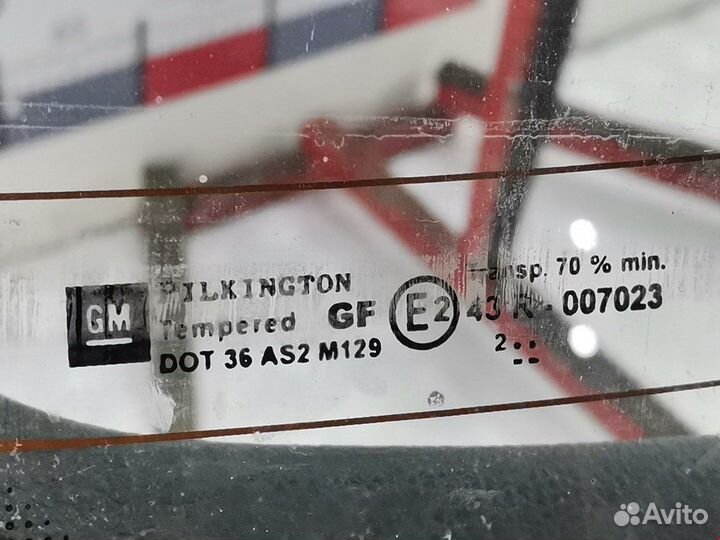 GM
PILKINGTON
Tempered GF
DOT 36 AS2 M129
E2
Transp. 70 % min.
43 R - 007023
2
Avito